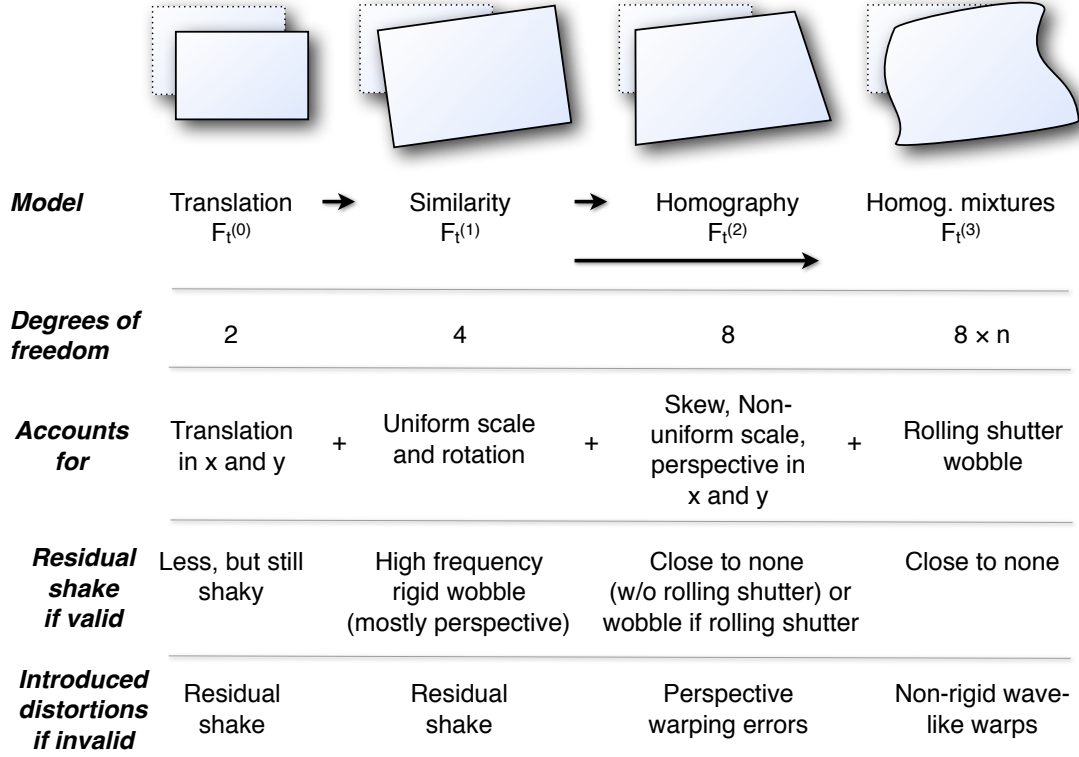 Model
Translation → Similarity → Homography Homog. mixtures
Fₜ⁽⁰⁾ Fₜ⁽¹⁾ Fₜ⁽²⁾ Fₜ⁽³⁾
Degrees of
freedom
2 4 8 8 × n
Accounts
for
Translation
in x and y
+
Uniform scale
and rotation
+
Skew, Non-
uniform scale,
perspective in
x and y
+
Rolling shutter
wobble
Residual
shake
if valid
Less, but still
shaky
High frequency
rigid wobble
(mostly perspective)
Close to none
(w/o rolling shutter) or
wobble if rolling shutter
Close to none
Introduced
distortions
if invalid
Residual
shake
Residual
shake
Perspective
warping errors
Non-rigid wave-
like warps